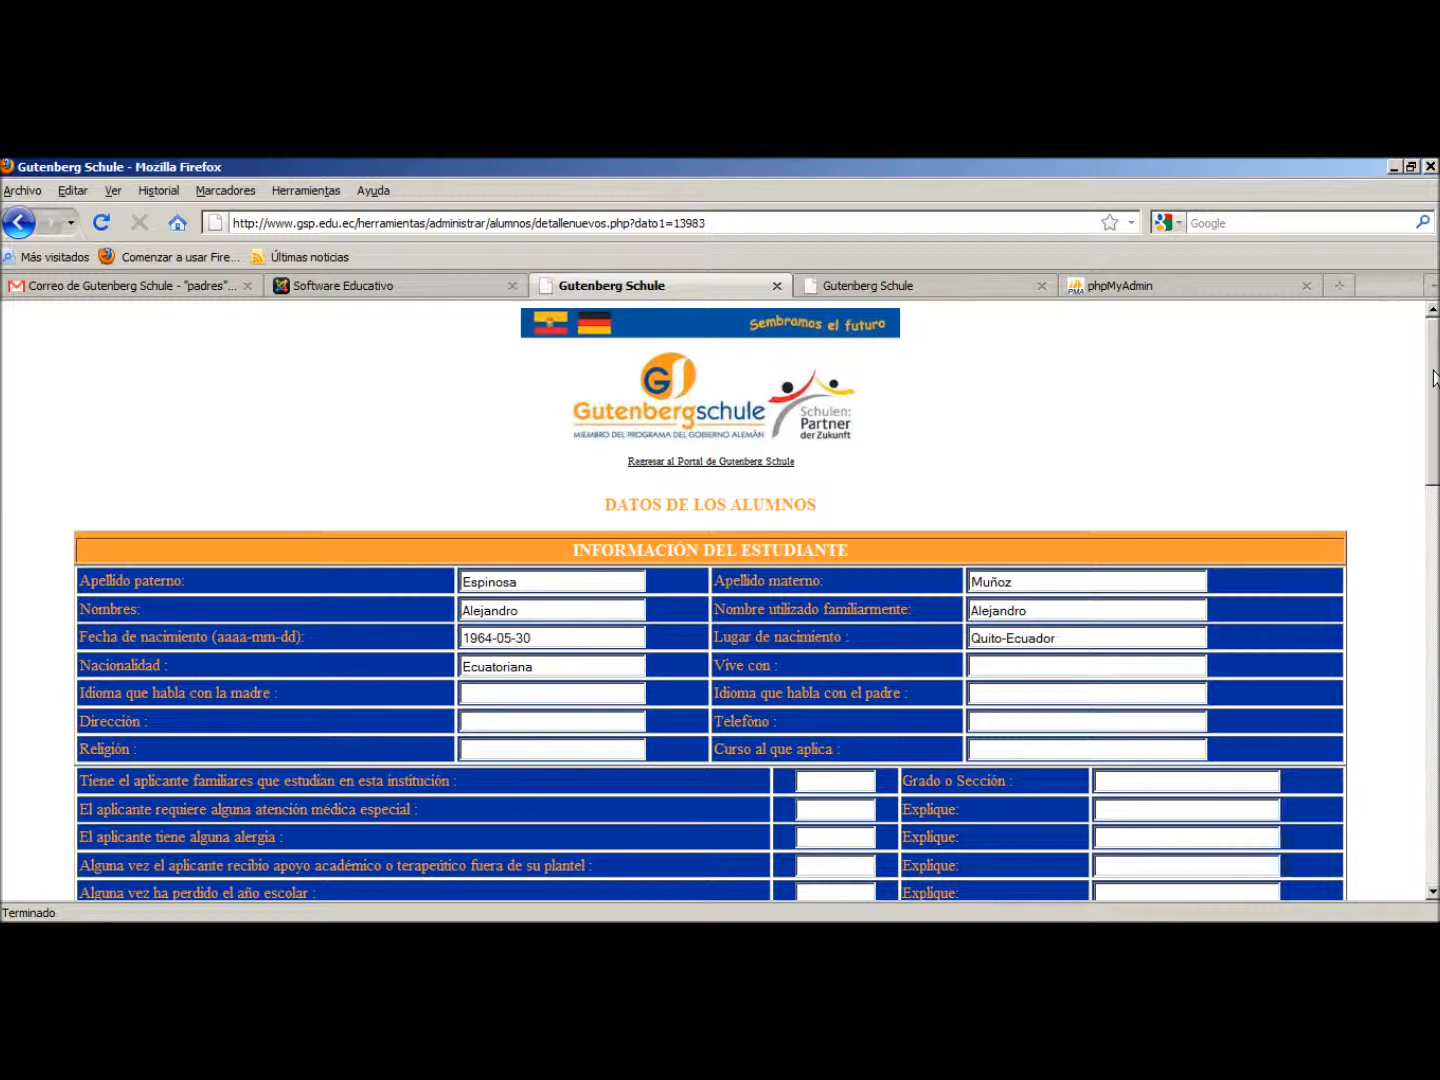 Gutenberg Schule - Mozilla Firefox
Archivo Editar Ver Historial Marcadores Herramientas Ayuda
http://www.gsp.edu.ec/herramientas/administrar/alumnos/detallenuevos.php?dato1=13983 Google
Más visitados Comenzar a usar Fire... Últimas noticias
Correo de Gutenberg Schule - "padres"... Software Educativo Gutenberg Schule Gutenberg Schule phpMyAdmin
Sembramos el futuro
Gutenbergschule
MIEMBRO DEL PROGRAMA DEL GOBIERNO ALEMÁN
Schulen:
Partner
der Zukunft
Regresar al Portal de Gutenberg Schule
DATOS DE LOS ALUMNOS
INFORMACIÓN DEL ESTUDIANTE
Apellido paterno: Espinosa Apellido materno: Muñoz
Nombres: Alejandro Nombre utilizado familiarmente: Alejandro
Fecha de nacimiento (aaaa-mm-dd): 1964-05-30 Lugar de nacimiento : Quito-Ecuador
Nacionalidad : Ecuatoriana Vive con :
Idioma que habla con la madre : Idioma que habla con el padre :
Dirección : Telefóno :
Religión : Curso al que aplica :
Tiene el aplicante familiares que estudian en esta institución : Grado o Sección :
El aplicante requiere alguna atención médica especial : Explique:
El aplicante tiene alguna alergia : Explique:
Alguna vez el aplicante recibio apoyo académico o terapeútico fuera de su plantel : Explique:
Alguna vez ha perdido el año escolar : Explique:
Terminado